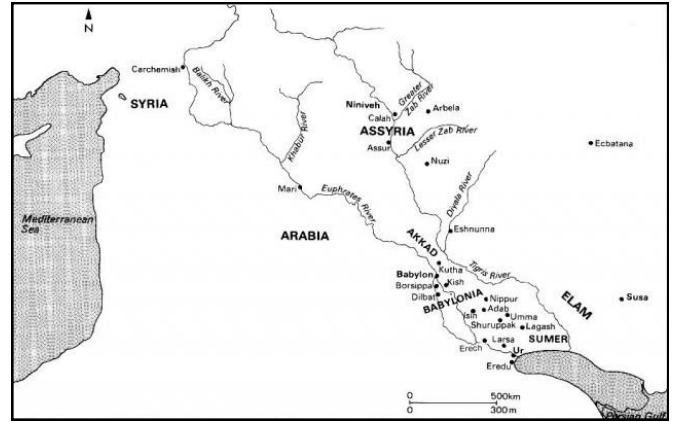 N
Carchemish
Balikh River
SYRIA
Niniveh
Greater
Zab River
Calah
Arbela
ASSYRIA
Khabur River
Assur
Lesser Zab River
Ecbatana
Nuzi
Mari
Euphrates River
Diyala River
Mediterranean
Sea
ARABIA
Eshnunna
AKKAD
Kutha
Tigris River
Babylon
Kish
Borsippa
Dilbat
BABYLONIA
Nippur
ELAM
Susa
Isin
Adab
Umma
Shuruppak
Lagash
Erech
Larsa
SUMER
Ur
Eredu
0 500km
0 300m
Persian Gulf